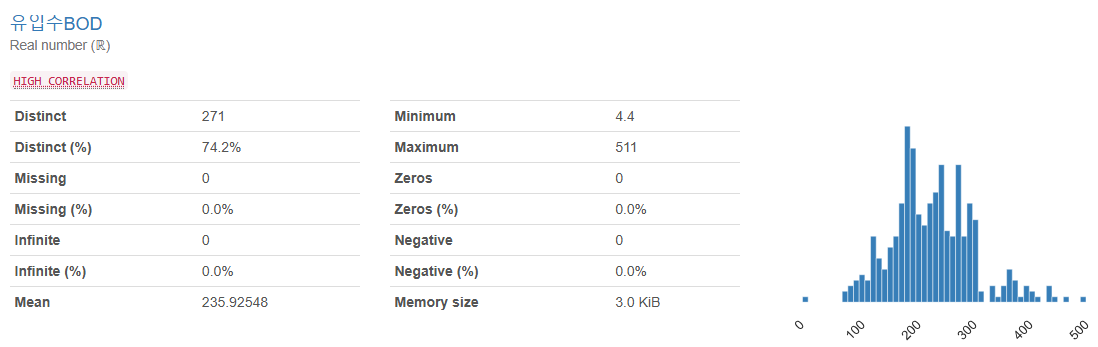 유입수BOD
Real number (ℝ)
HIGH CORRELATION
Distinct 271
Distinct (%) 74.2%
Missing 0
Missing (%) 0.0%
Infinite 0
Infinite (%) 0.0%
Mean 235.92548
Minimum 4.4
Maximum 511
Zeros 0
Zeros (%) 0.0%
Negative 0
Negative (%) 0.0%
Memory size 3.0 KiB
0 100 200 300 400 500